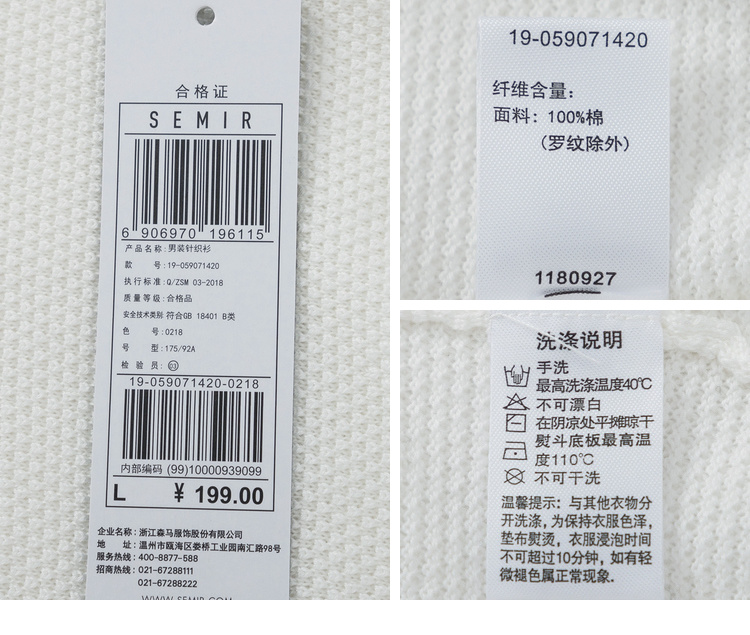 合格证
SEMIR
6 906970 196115
产品名称: 男装针织衫
款 号: 19-059071420
执行标准: Q/ZSM 03-2018
质量等级: 合格品
安全技术类别 符合GB 18401 B类
色 号: 0218
号 型: 175/92A
检 验 员: 03
19-059071420-0218
内部编码 (99)10000939099
L ¥ 199.00
企业名称: 浙江森马服饰股份有限公司
地 址: 温州市瓯海区娄桥工业园南汇路98号
服务热线: 400-8877-588
招商热线: 021-67288111
021-67288222
WWW.SEMIR.COM
19-059071420
纤维含量:
面料: 100%棉
(罗纹除外)
1180927
洗涤说明
手洗
最高洗涤温度40℃
不可漂白
在阴凉处平摊晾干
熨斗底板最高温
度110℃
不可干洗
温馨提示: 与其他衣物分
开洗涤, 为保持衣服色泽,
垫布熨烫, 衣服浸泡时间
不可超过10分钟, 如有轻
微褪色属正常现象.